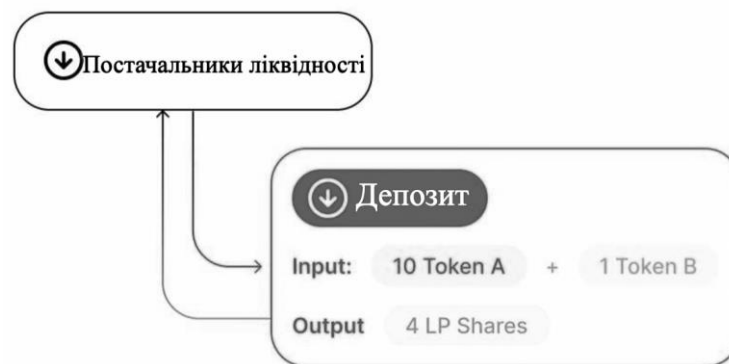 Постачальники ліквідності
Депозит
Input: 10 Token A + 1 Token B
Output 4 LP Shares